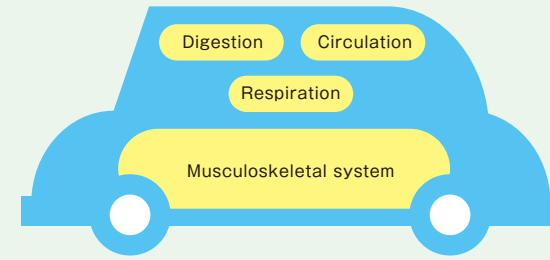 Digestion
Circulation
Respiration
Musculoskeletal system